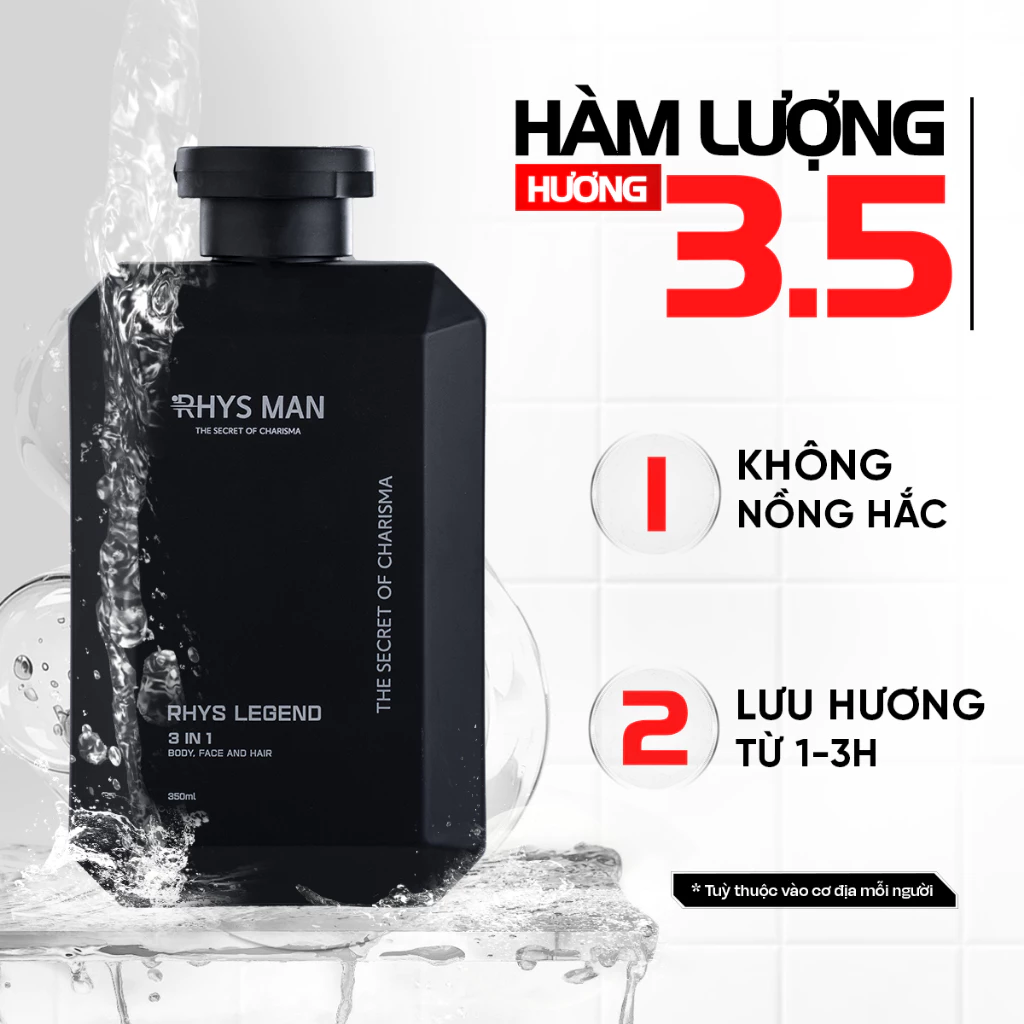 HÀM LƯỢNG
HƯƠNG
3.5
RHYS MAN
THE SECRET OF CHARISMA
THE SECRET OF CHARISMA
RHYS LEGEND
3 IN 1
BODY, FACE AND HAIR
350ml
1
KHÔNG
NỒNG HẮC
2
LƯU HƯƠNG
TỪ 1-3H
* Tuỳ thuộc vào cơ địa mỗi người